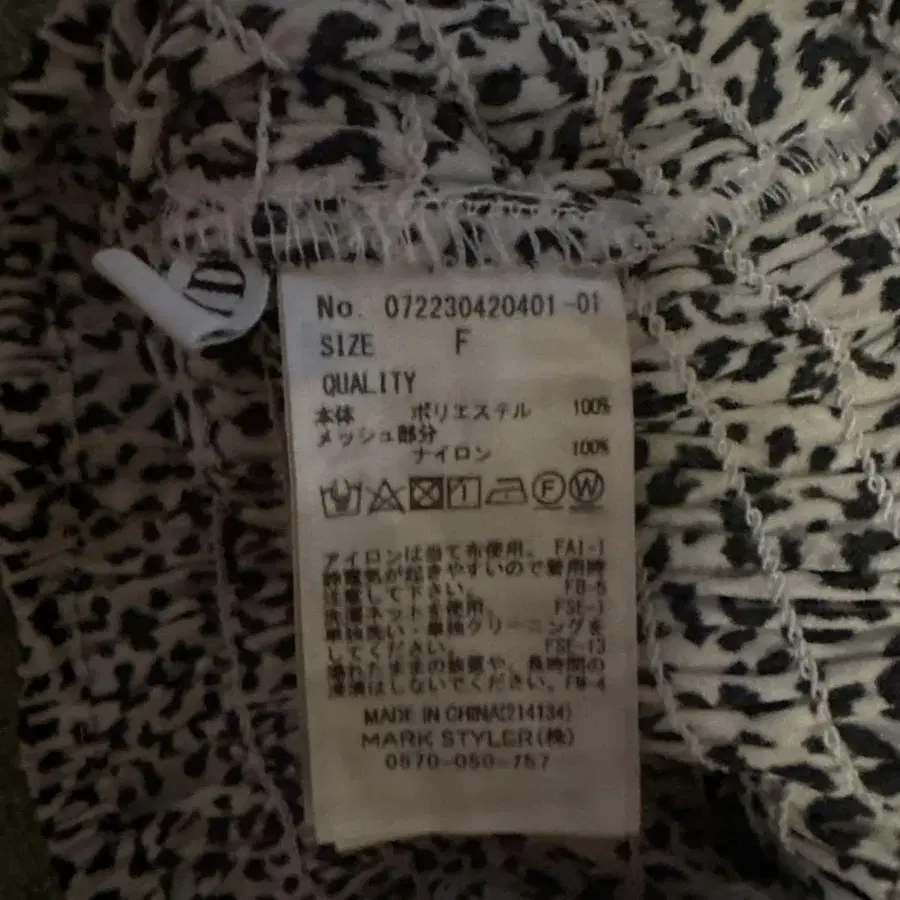 No. 072230420401-01
SIZE F
QUALITY
本体 ポリエステル 100%
メッシュ部分
ナイロン 100%
F W
アイロンは当て布使用。 FAI-1
静電気が起きやすいので着用時
注意して下さい。 FB-5
洗濯ネットを使用。 FSE-1
単独洗い・単独クリーニングを
してください。 FSE-13
濡れたままの放置や、長時間の
浸漬はしないでください。 FW-4
MADE IN CHINA(214134)
MARK STYLER(株)
0570-050-757